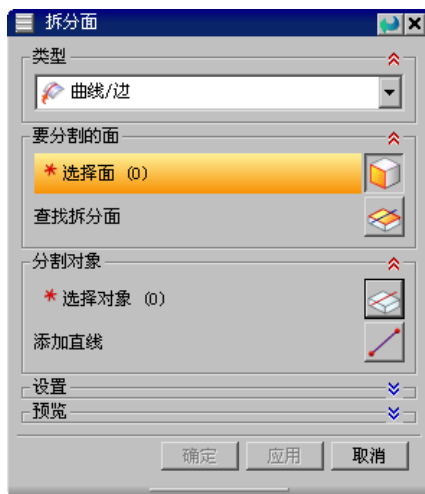 拆分面
类型
曲线/边
要分割的面
* 选择面 (0)
查找拆分面
分割对象
* 选择对象 (0)
添加直线
设置
预览
确定 应用 取消